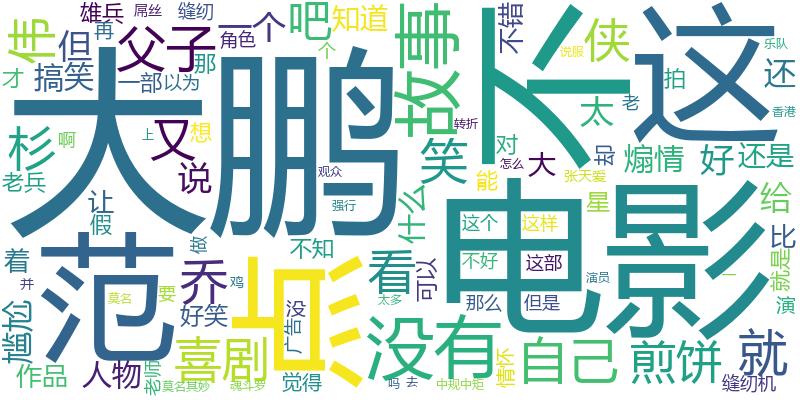 雄兵
屌丝
缝纫
一个
吧
知道
不错
乐队
伟
但
再
父子
角色
个
故事
不
说服
侠
这
还
才
搞笑
那
一部
以为
拍
大鹏
老
香港
太
杉
啊
上
又
想
转折
对
却
煽情
好
还是
笑
怎么
老兵
说
观众
能
大
张天爱
让
强行
星
给
假
什么
范
做
不知
这个
这样
电影
比
着
乔
点
看
可以
不好
这部
就是
并
莫名
要
鸡
太多
那么
但是
演员
一
演
尴尬
好笑
没
广告
没有
就
喜剧
自己
煎饼
作品
人物
老师
莫名其妙
魂斗罗
觉得
吗
去
中规中矩
情怀
缝纫机